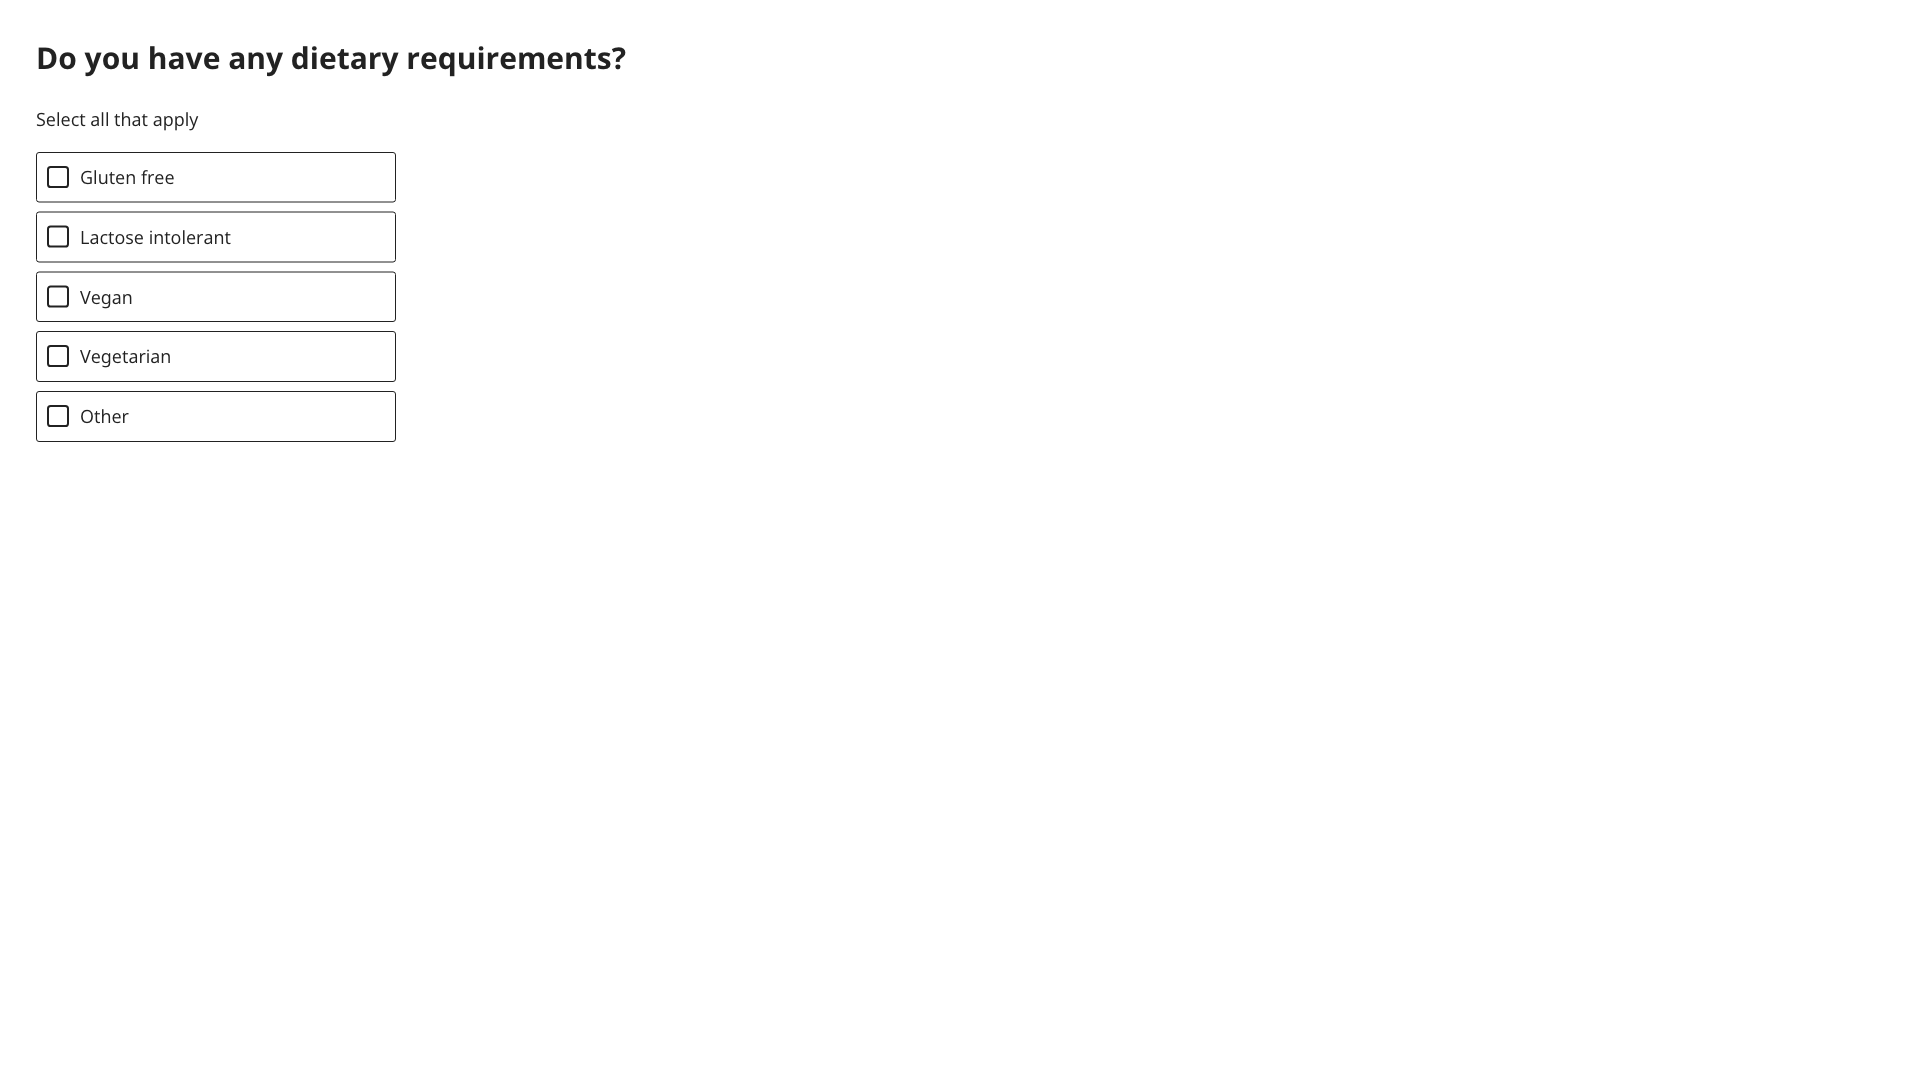 Do you have any dietary requirements?
Select all that apply
Gluten free
Lactose intolerant
Vegan
Vegetarian
Other